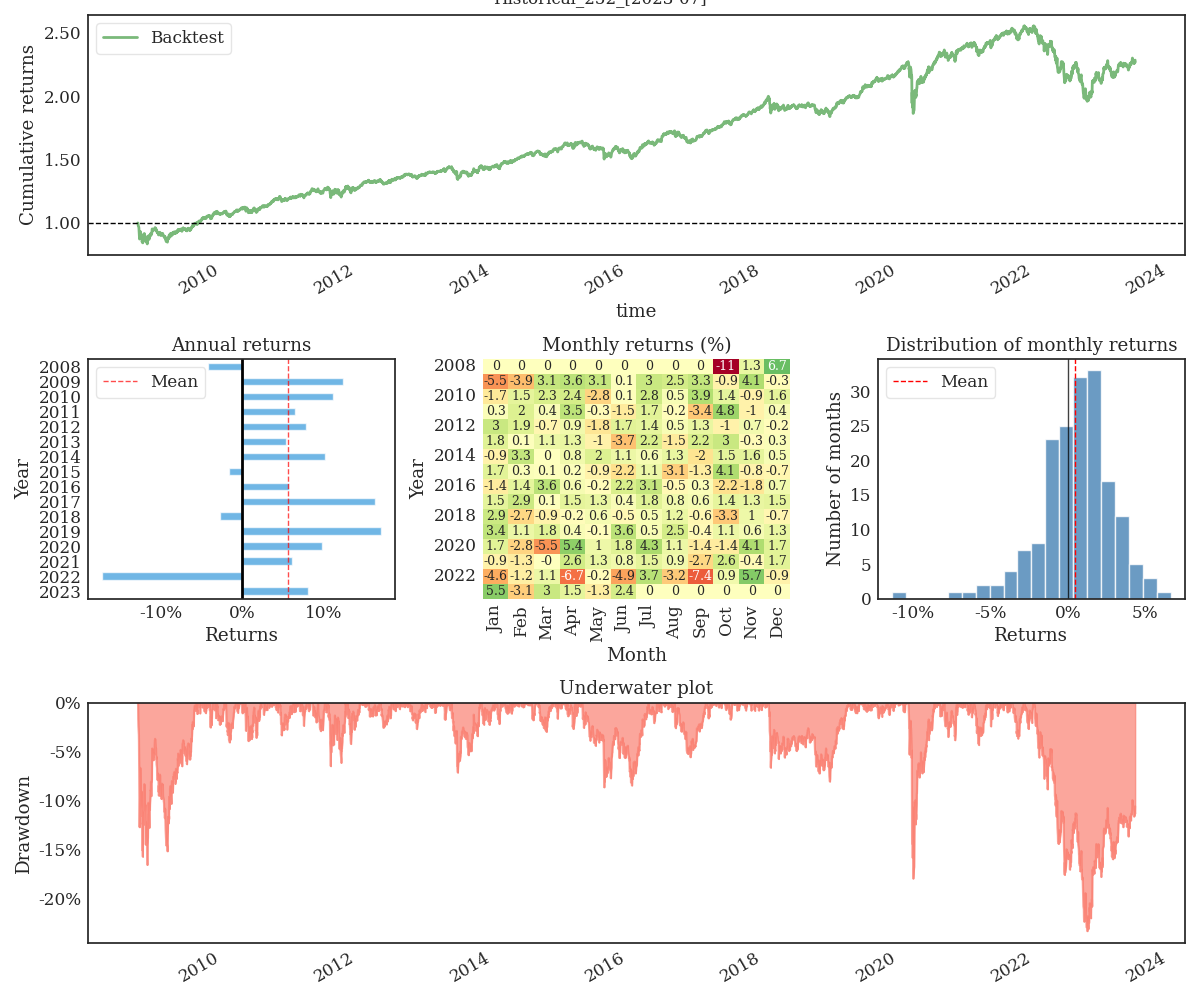 Historical_252_[2023-07]
2.50
Backtest
2.00
1.50
1.00
Cumulative returns
2010 2012 2014 2016 2018 2020 2022 2024
time
Annual returns
2008
2009
2010
2011
2012
2013
2014
2015
2016
2017
2018
2019
2020
2021
2022
2023
Mean
Year
-10% 0% 10%
Returns
Monthly returns (%)
2008 0 0 0 0 0 0 0 0 0 -11 1.3 6.7
-5.5 -3.9 3.1 3.6 3.1 0.1 3 2.5 3.3 -0.9 4.1 -0.3
2010 -1.7 1.5 2.3 2.4 -2.8 0.1 2.8 0.5 3.9 1.4 -0.9 1.6
0.3 2 0.4 3.5 -0.3 -1.5 1.7 -0.2 -3.4 4.8 -1 0.4
2012 3 1.9 -0.7 0.9 -1.8 1.7 1.4 0.5 1.3 -1 0.7 -0.2
1.8 0.1 1.1 1.3 -1 -3.7 2.2 -1.5 2.2 3 -0.3 0.3
2014 -0.9 3.3 0 0.8 2 1.1 0.6 1.3 -2 1.5 1.6 0.5
1.7 0.3 0.1 0.2 -0.9 -2.2 1.1 -3.1 -1.3 4.1 -0.8 -0.7
2016 -1.4 1.4 3.6 0.6 -0.2 2.2 3.1 0.5 0.3 -2.2 -1.8 0.7
1.5 2.9 0.1 1.5 1.3 0.4 1.8 0.8 0.6 1.4 1.3 1.5
2018 2.9 -2.7 -0.9 -0.2 0.6 -0.5 0.5 1.2 -0.6 -3.3 1 -0.7
3.4 1.1 1.8 0.4 -0.1 3.6 0.5 2.5 -0.4 1.1 0.6 1.3
2020 1.7 -2.8 -5.5 5.4 1 1.8 4.3 1.1 -1.4 -1.4 4.1 1.7
-0.9 -1.3 -0 2.6 1.3 0.8 1.5 0.9 -2.7 2.6 -0.4 1.7
2022 -4.6 -1.2 1.1 -6.7 -0.2 -4.9 3.7 -3.2 -7.4 0.9 5.7 -0.9
5.5 -3.1 3 1.5 -1.3 2.4 0 0 0 0 0 0
Year
Jan Feb Mar Apr May Jun Jul Aug Sep Oct Nov Dec
Month
Distribution of monthly returns
Mean
30
25
20
15
10
5
0
Number of months
-10% -5% 0% 5%
Returns
Underwater plot
0%
-5%
-10%
-15%
-20%
Drawdown
2010 2012 2014 2016 2018 2020 2022 2024